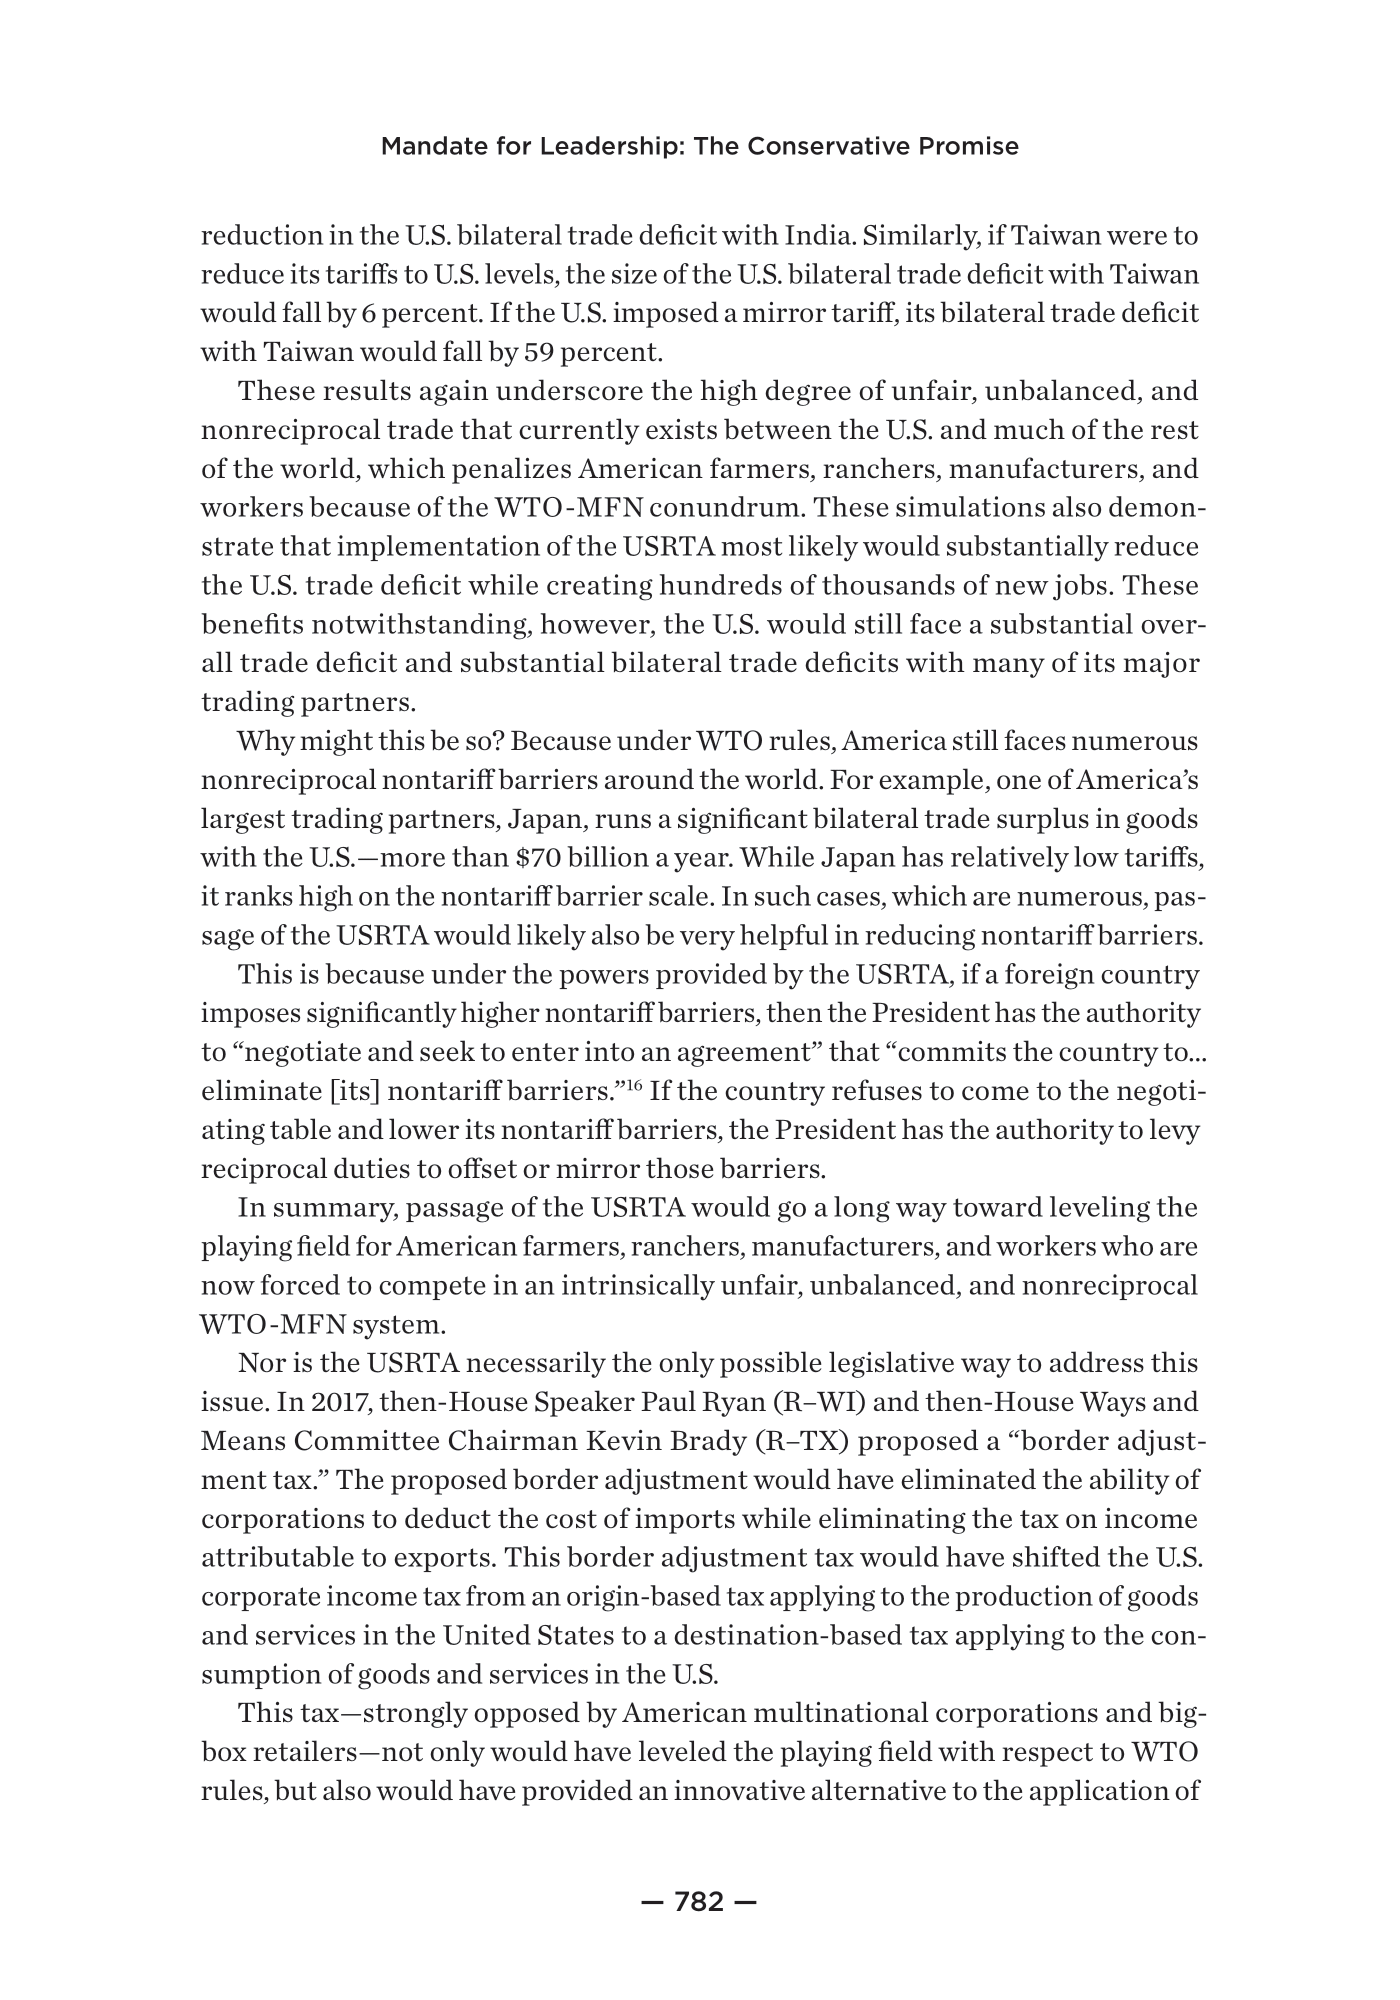 Mandate for Leadership: The Conservative Promise
reduction in the U.S. bilateral trade deficit with India. Similarly, if Taiwan were to
reduce its tariffs to U.S. levels, the size of the U.S. bilateral trade deficit with Taiwan
would fall by 6 percent. If the U.S. imposed a mirror tariff, its bilateral trade deficit
with Taiwan would fall by 59 percent.
These results again underscore the high degree of unfair, unbalanced, and
nonreciprocal trade that currently exists between the U.S. and much of the rest
of the world, which penalizes American farmers, ranchers, manufacturers, and
workers because of the WTO-MFN conundrum. These simulations also demon-
strate that implementation of the USRTA most likely would substantially reduce
the U.S. trade deficit while creating hundreds of thousands of new jobs. These
benefits notwithstanding, however, the U.S. would still face a substantial over-
all trade deficit and substantial bilateral trade deficits with many of its major
trading partners.
Why might this be so? Because under WTO rules, America still faces numerous
nonreciprocal nontariff barriers around the world. For example, one of America’s
largest trading partners, Japan, runs a significant bilateral trade surplus in goods
with the U.S.—more than $70 billion a year. While Japan has relatively low tariffs,
it ranks high on the nontariff barrier scale. In such cases, which are numerous, pas-
sage of the USRTA would likely also be very helpful in reducing nontariff barriers.
This is because under the powers provided by the USRTA, if a foreign country
imposes significantly higher nontariff barriers, then the President has the authority
to “negotiate and seek to enter into an agreement” that “commits the country to...
eliminate [its] nontariff barriers.”16 If the country refuses to come to the negoti-
ating table and lower its nontariff barriers, the President has the authority to levy
reciprocal duties to offset or mirror those barriers.
In summary, passage of the USRTA would go a long way toward leveling the
playing field for American farmers, ranchers, manufacturers, and workers who are
now forced to compete in an intrinsically unfair, unbalanced, and nonreciprocal
WTO-MFN system.
Nor is the USRTA necessarily the only possible legislative way to address this
issue. In 2017, then-House Speaker Paul Ryan (R–WI) and then-House Ways and
Means Committee Chairman Kevin Brady (R–TX) proposed a “border adjust-
ment tax.” The proposed border adjustment would have eliminated the ability of
corporations to deduct the cost of imports while eliminating the tax on income
attributable to exports. This border adjustment tax would have shifted the U.S.
corporate income tax from an origin-based tax applying to the production of goods
and services in the United States to a destination-based tax applying to the con-
sumption of goods and services in the U.S.
This tax—strongly opposed by American multinational corporations and big-
box retailers—not only would have leveled the playing field with respect to WTO
rules, but also would have provided an innovative alternative to the application of
— 782 —